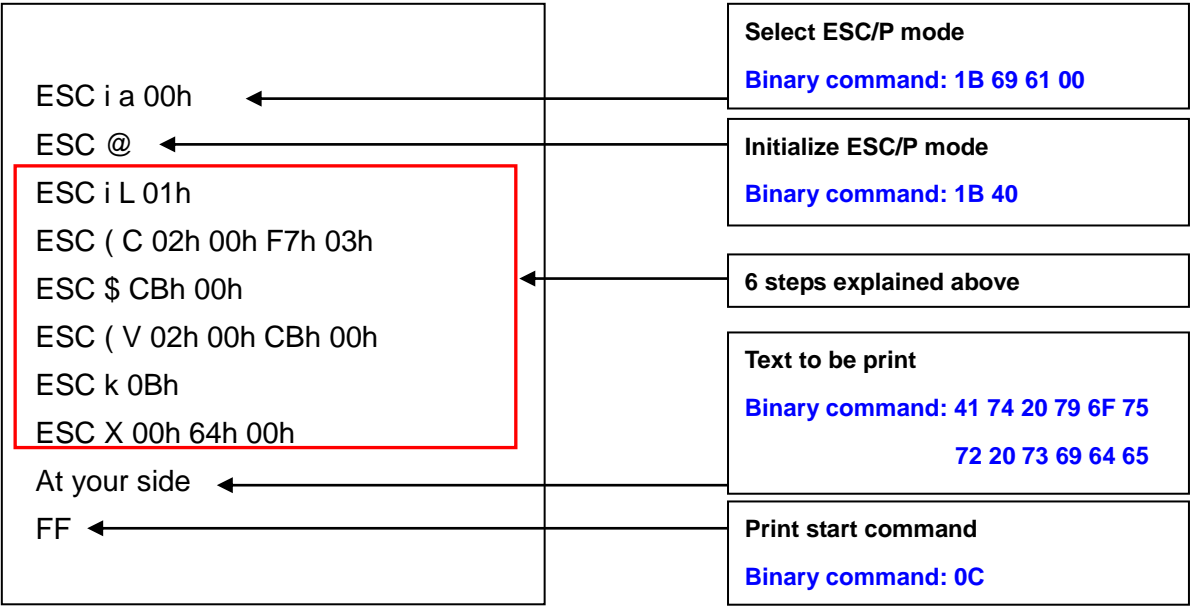 ESC i a 00h
ESC @
ESC i L 01h
ESC ( C 02h 00h F7h 03h
ESC $ CBh 00h
ESC ( V 02h 00h CBh 00h
ESC k 0Bh
ESC X 00h 64h 00h
At your side
FF
Select ESC/P mode
Binary command: 1B 69 61 00
Initialize ESC/P mode
Binary command: 1B 40
6 steps explained above
Text to be print
Binary command: 41 74 20 79 6F 75
72 20 73 69 64 65
Print start command
Binary command: 0C